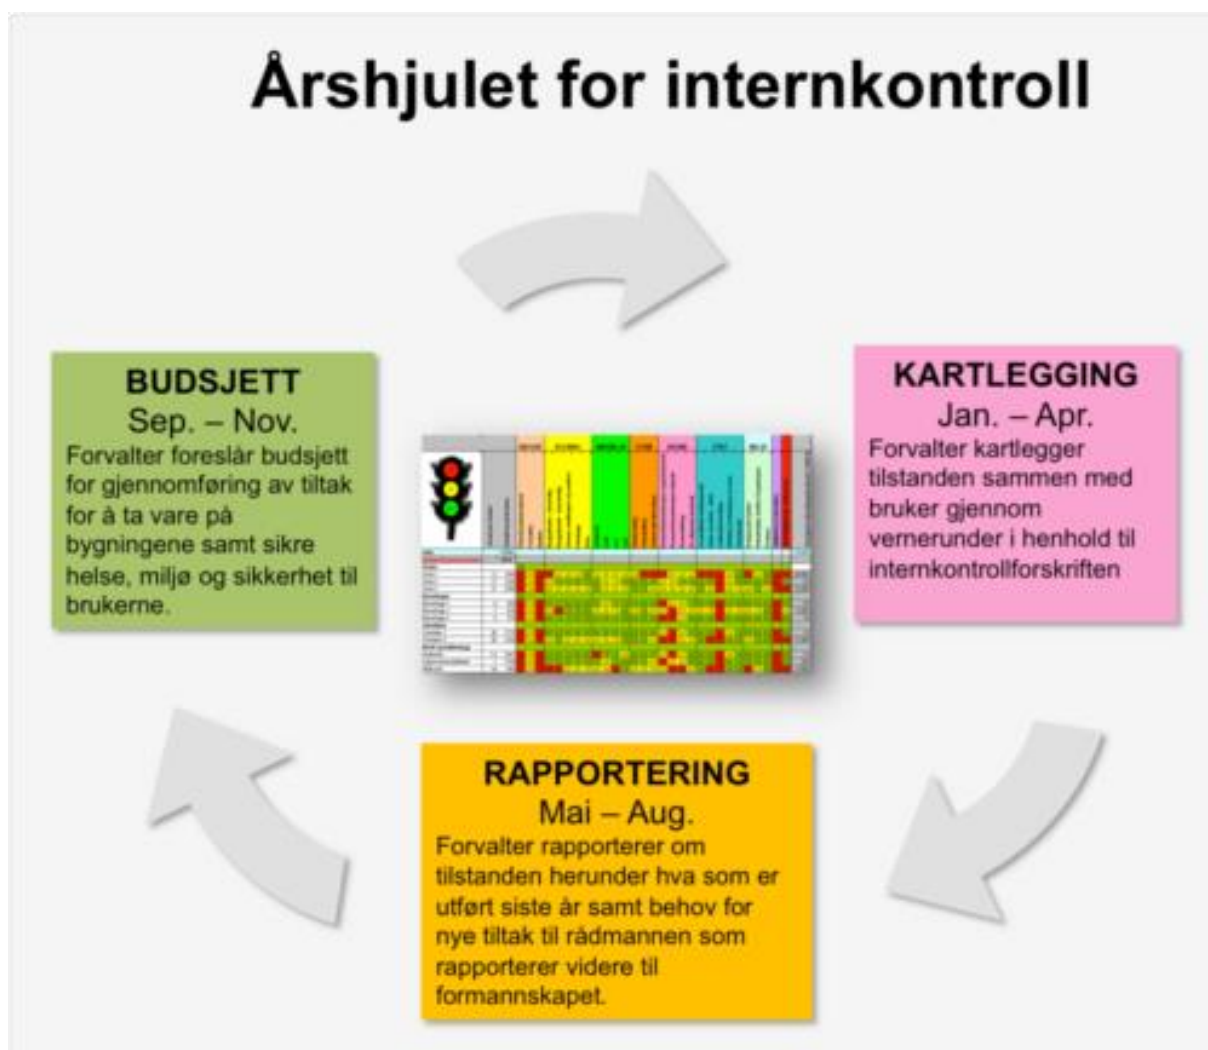 Årshjulet for internkontroll
BUDSJETT
Sep. – Nov.
Forvalter foreslår budsjett
for gjennomføring av tiltak
for å ta vare på
bygningene samt sikre
helse, miljø og sikkerhet til
brukerne.
KARTLEGGING
Jan. – Apr.
Forvalter kartlegger
tilstanden sammen med
bruker gjennom
vernerunder i henhold til
internkontrollforskriften
RAPPORTERING
Mai – Aug.
Forvalter rapporterer om
tilstanden herunder hva som er
utført siste år samt behov for
nye tiltak til rådmannen som
rapporterer videre til
formannskapet.